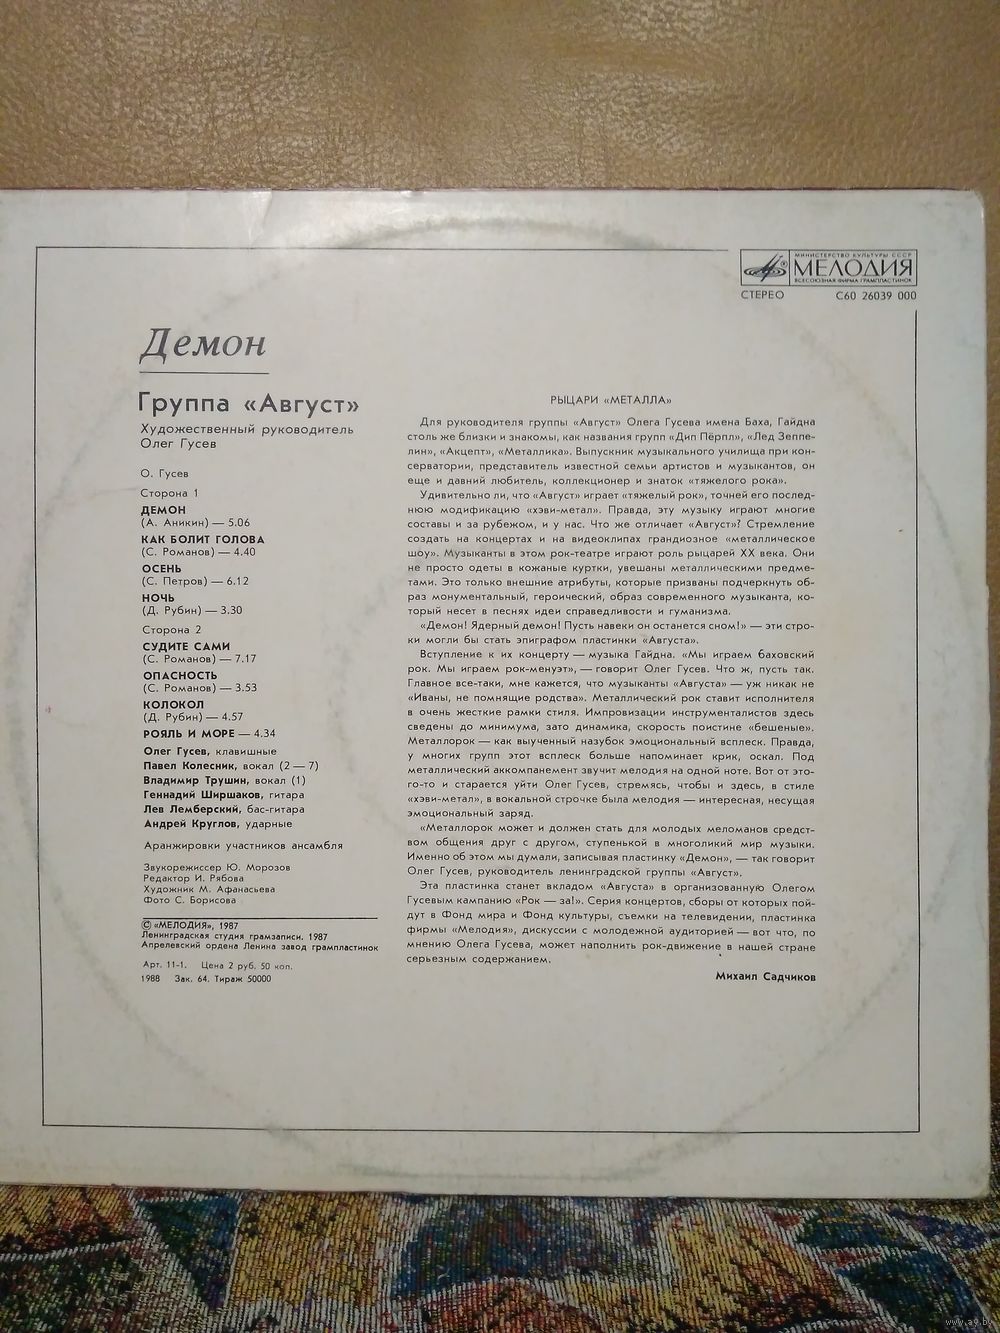 МИНИСТЕРСТВО КУЛЬТУРЫ СССР
МЕЛОДИЯ
ВСЕСОЮЗНАЯ ФИРМА ГРАМПЛАСТИНОК
СТЕРЕО С60 26039 000
Демон
Группа «Август»
Художественный руководитель
Олег Гусев
О. Гусев
Сторона 1
ДЕМОН
(А. Аникин) — 5.06
КАК БОЛИТ ГОЛОВА
(С. Романов) — 4.40
ОСЕНЬ
(С. Петров) — 6.12
НОЧЬ
(Д. Рубин) — 3.30
Сторона 2
СУДИТЕ САМИ
(С. Романов) — 7.17
ОПАСНОСТЬ
(С. Романов) — 3.53
КОЛОКОЛ
(Д. Рубин) — 4.57
РОЯЛЬ И МОРЕ — 4.34
Олег Гусев, клавишные
Павел Колесник, вокал (2 — 7)
Владимир Трушин, вокал (1)
Геннадий Ширшаков, гитара
Лев Лемберский, бас-гитара
Андрей Круглов, ударные
Аранжировки участников ансамбля
Звукорежиссер Ю. Морозов
Редактор И. Рябова
Художник М. Афанасьева
Фото С. Борисова
© «МЕЛОДИЯ», 1987
Ленинградская студия грамзаписи. 1987
Апрелевский ордена Ленина завод грампластинок
Арт. 11-1. Цена 2 руб. 50 коп.
1988 Зак. 64. Тираж 50000
РЫЦАРИ «МЕТАЛЛА»
Для руководителя группы «Август» Олега Гусева имена Баха, Гайдна
столь же близки и знакомы, как названия групп «Дип Пёрпл», «Лед Зеппе-
лин», «Акцепт», «Металлика». Выпускник музыкального училища при кон-
серватории, представитель известной семьи артистов и музыкантов, он
еще и давний любитель, коллекционер и знаток «тяжелого рока».
Удивительно ли, что «Август» играет «тяжелый рок», точней его послед-
нюю модификацию «хэви-метал». Правда, эту музыку играют многие
составы и за рубежом, и у нас. Что же отличает «Август»? Стремление
создать на концертах и на видеоклипах грандиозное «металлическое
шоу». Музыканты в этом рок-театре играют роль рыцарей XX века. Они
не просто одеты в кожаные куртки, увешаны металлическими предме-
тами. Это только внешние атрибуты, которые призваны подчеркнуть об-
раз монументальный, героический, образ современного музыканта, ко-
торый несет в песнях идеи справедливости и гуманизма.
«Демон! Ядерный демон! Пусть навеки он останется сном!» — эти стро-
ки могли бы стать эпиграфом пластинки «Августа».
Вступление к их концерту — музыка Гайдна. «Мы играем баховский
рок. Мы играем рок-менуэт», — говорит Олег Гусев. Что ж, пусть так.
Главное все-таки, мне кажется, что музыканты «Августа» — уж никак не
«Иваны, не помнящие родства». Металлический рок ставит исполнителя
в очень жесткие рамки стиля. Импровизации инструменталистов здесь
сведены до минимума, зато динамика, скорость поистине «бешеные».
Металлорок — как выученный назубок эмоциональный всплеск. Правда,
у многих групп этот всплеск больше напоминает крик, оскал. Под
металлический аккомпанемент звучит мелодия на одной ноте. Вот от это-
го-то и старается уйти Олег Гусев, стремясь, чтобы и здесь, в стиле
«хэви-метал», в вокальной строчке была мелодия — интересная, несущая
эмоциональный заряд.
«Металлорок может и должен стать для молодых меломанов средст-
вом общения друг с другом, ступенькой в многоликий мир музыки.
Именно об этом мы думали, записывая пластинку «Демон», — так говорит
Олег Гусев, руководитель ленинградской группы «Август».
Эта пластинка станет вкладом «Августа» в организованную Олегом
Гусевым кампанию «Рок — за!». Серия концертов, сборы от которых пой-
дут в Фонд мира и Фонд культуры, съемки на телевидении, пластинка
фирмы «Мелодия», дискуссии с молодежной аудиторией — вот что, по
мнению Олега Гусева, может наполнить рок-движение в нашей стране
серьезным содержанием.
Михаил Садчиков
www.ay.by